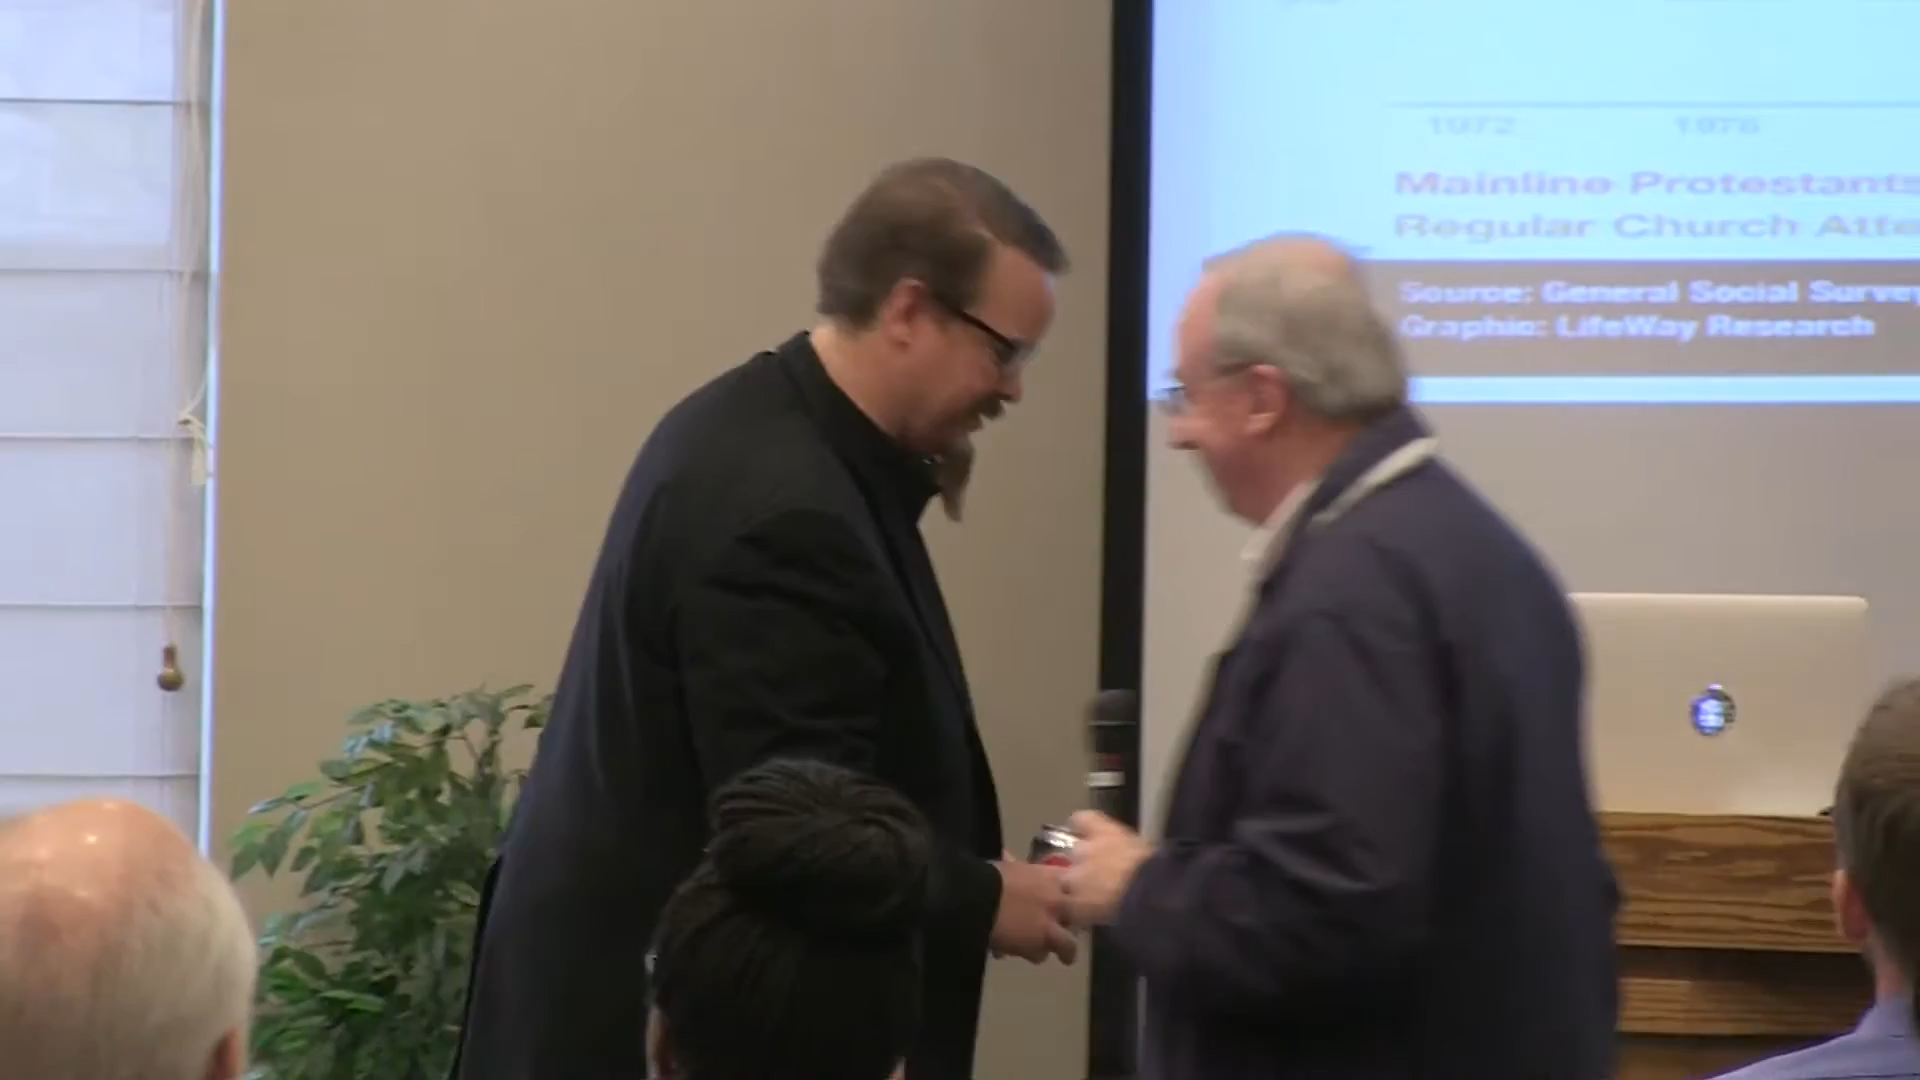 1972 1976
Mainline Protestants
Regular Church Atte
Source: General Social Survey
Graphic: LifeWay Research